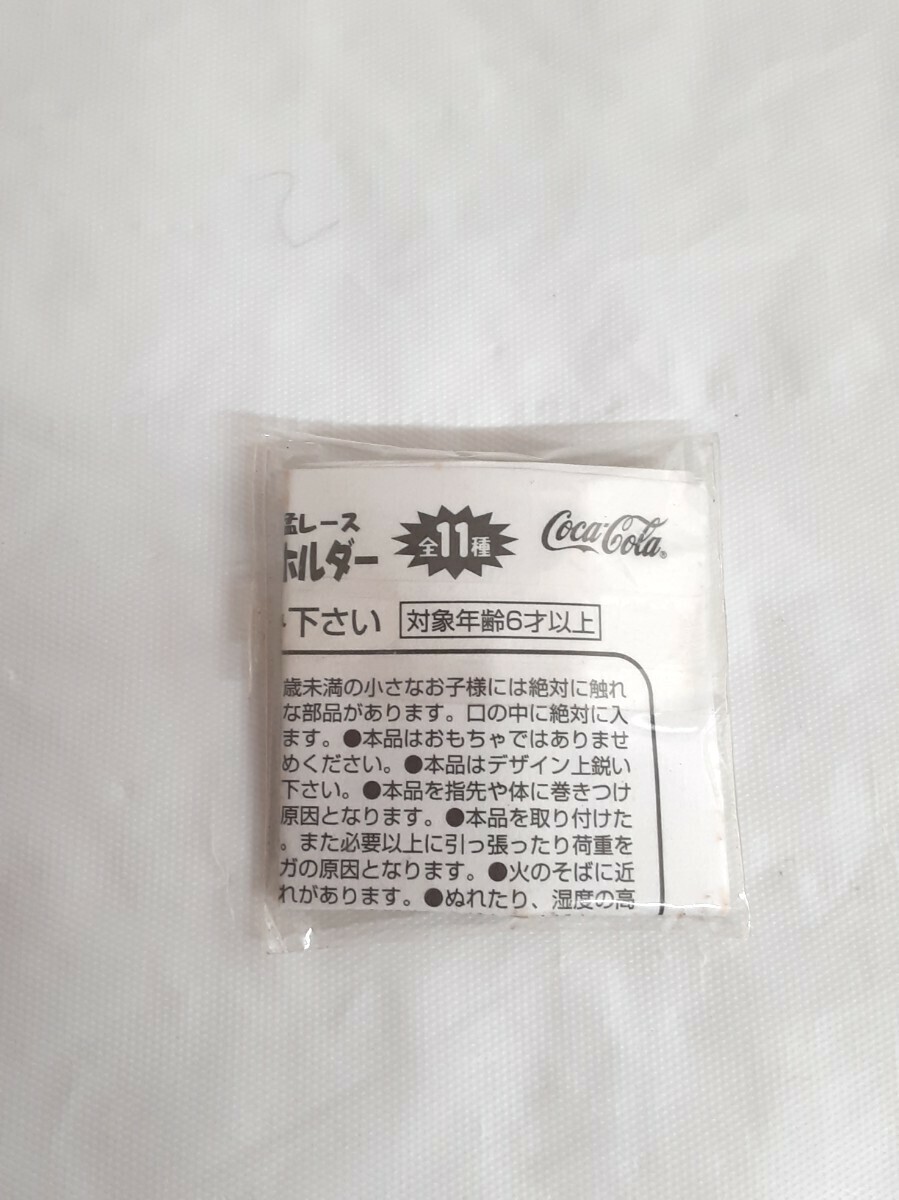 猛レース
ホルダー
全11種
Coca-Cola®
下さい
対象年齢6才以上
歳未満の小さなお子様には絶対に触れ
な部品があります。口の中に絶対に入
ます。●本品はおもちゃではありませ
めください。●本品はデザイン上鋭い
下さい。●本品を指先や体に巻きつけ
原因となります。●本品を取り付けた
。また必要以上に引っ張ったり荷重を
ガの原因となります。●火のそばに近
れがあります。●ぬれたり、湿度の高